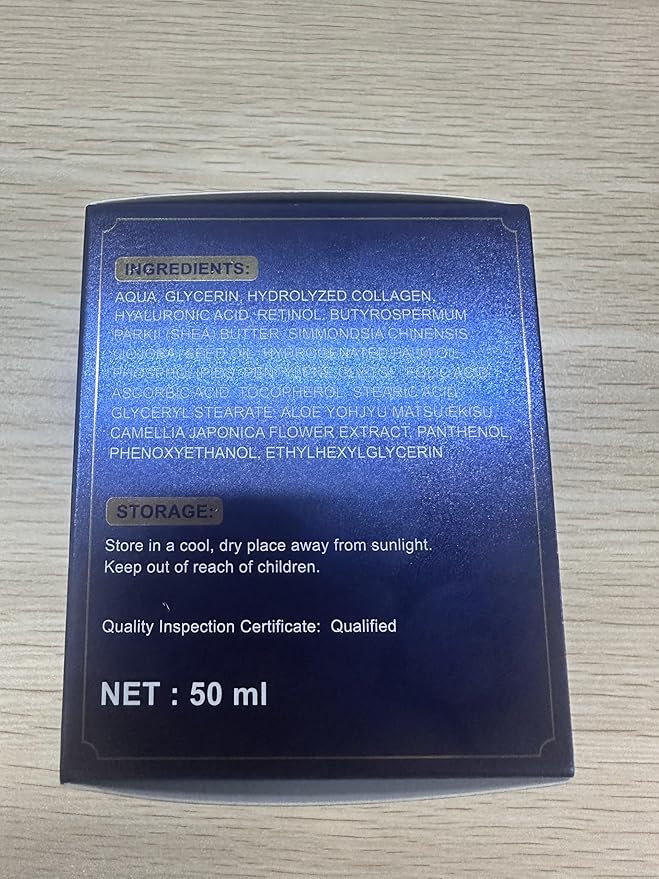 INGREDIENTS:
AQUA, GLYCERIN, HYDROLYZED COLLAGEN,
HYALURONIC ACID, RETINOL, BUTYROSPERMUM
PARKII (SHEA) BUTTER, SIMMONDSIA CHINENSIS
(JOJOBA) SEED OIL, HYDROGENATED PALM OIL,
FOLIC ACID,
ASCORBIC ACID, TOCOPHEROL, STEARIC ACID,
GLYCERYL STEARATE, ALOE YOHJYU MATSU EKISU,
CAMELLIA JAPONICA FLOWER EXTRACT, PANTHENOL,
PHENOXYETHANOL, ETHYLHEXYLGLYCERIN
STORAGE:
Store in a cool, dry place away from sunlight.
Keep out of reach of children.
Quality Inspection Certificate: Qualified
NET : 50 ml